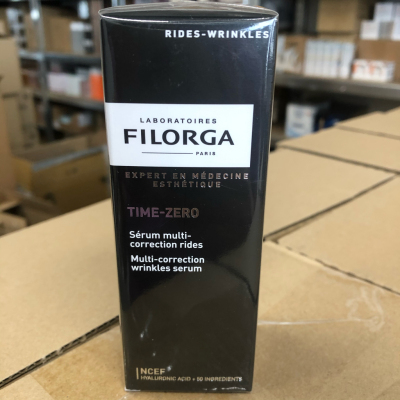 RIDES-WRINKLES
LABORATOIRES
FILORGA
PARIS
EXPERT EN MÉDECINE
ESTHÉTIQUE
TIME-ZERO
Sérum multi-
correction rides
Multi-correction
wrinkles serum
NCEF
HYALURONIC ACID + 50 INGREDIENTS